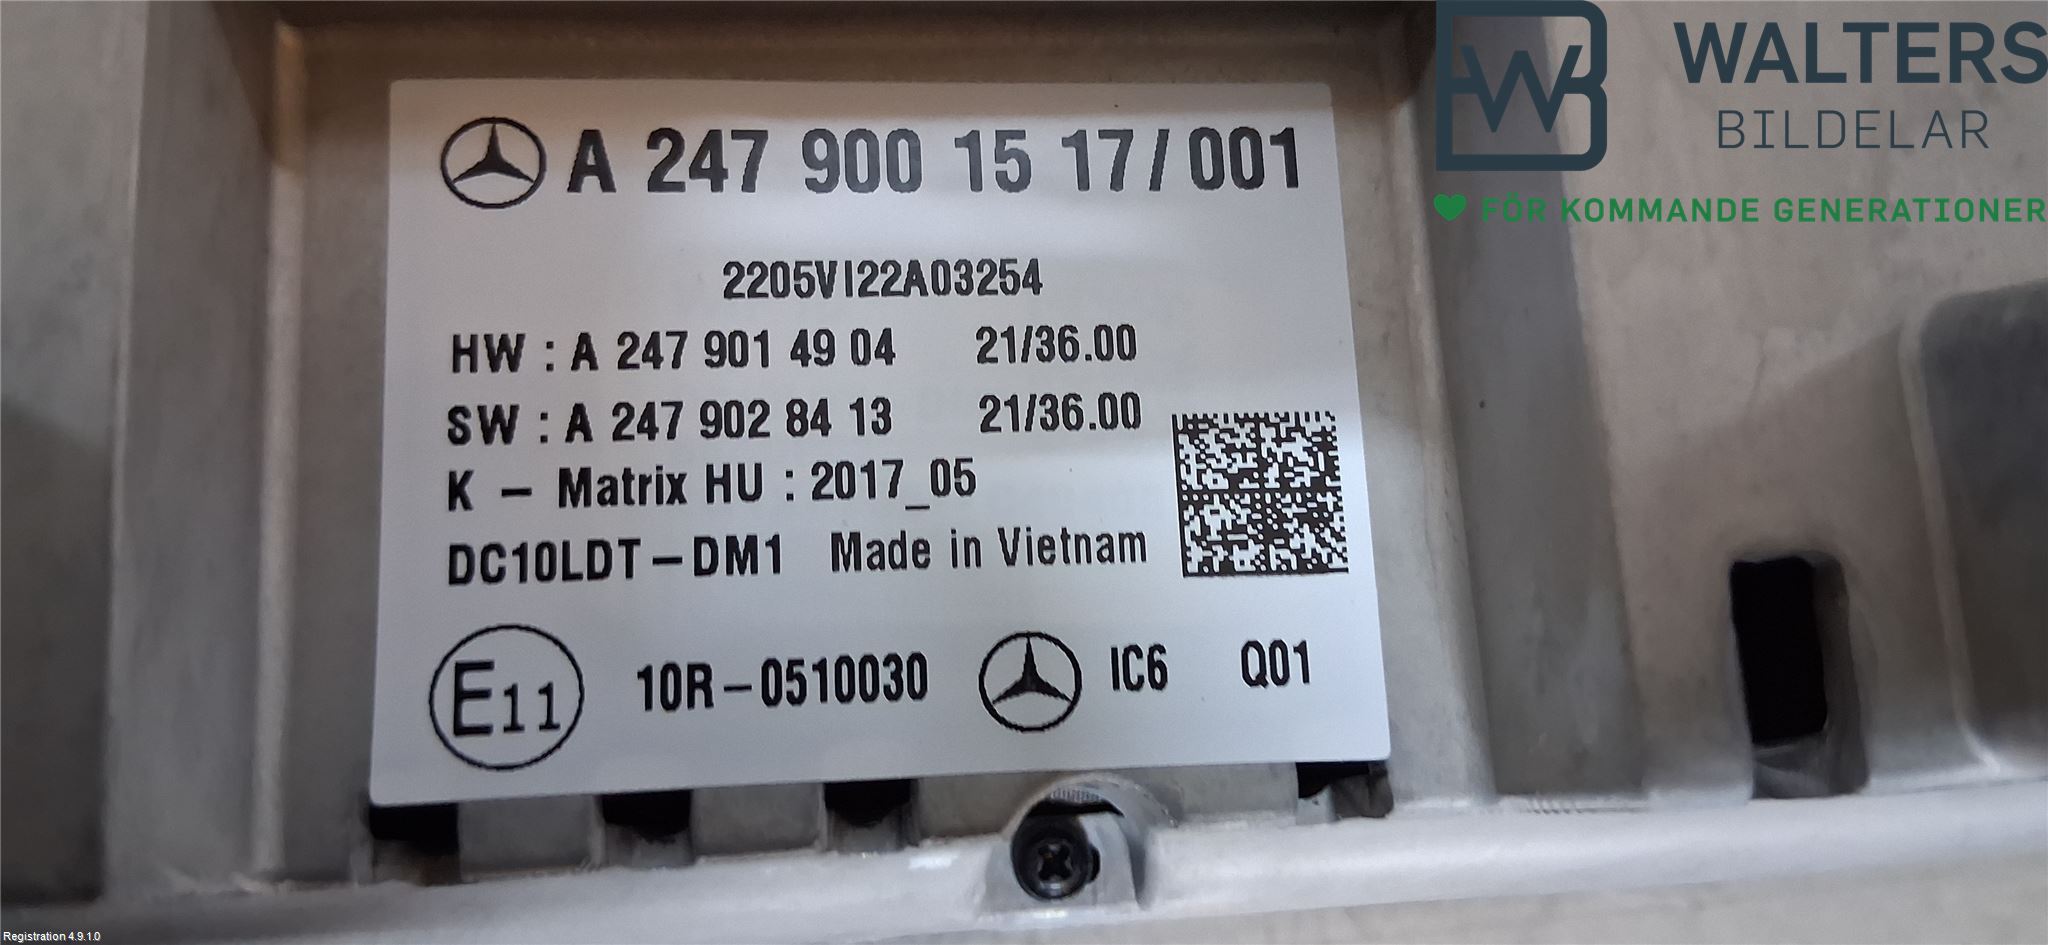 WALTERS
BILDELAR
FÖR KOMMANDE GENERATIONER
A 247 900 15 17/001
2205VI22A03254
HW : A 247 901 49 04 21/36.00
SW : A 247 902 84 13 21/36.00
K - Matrix HU : 2017_05
DC10LDT-DM1 Made in Vietnam
E11 10R-0510030 IC6 Q01
Registration 4.9.1.0